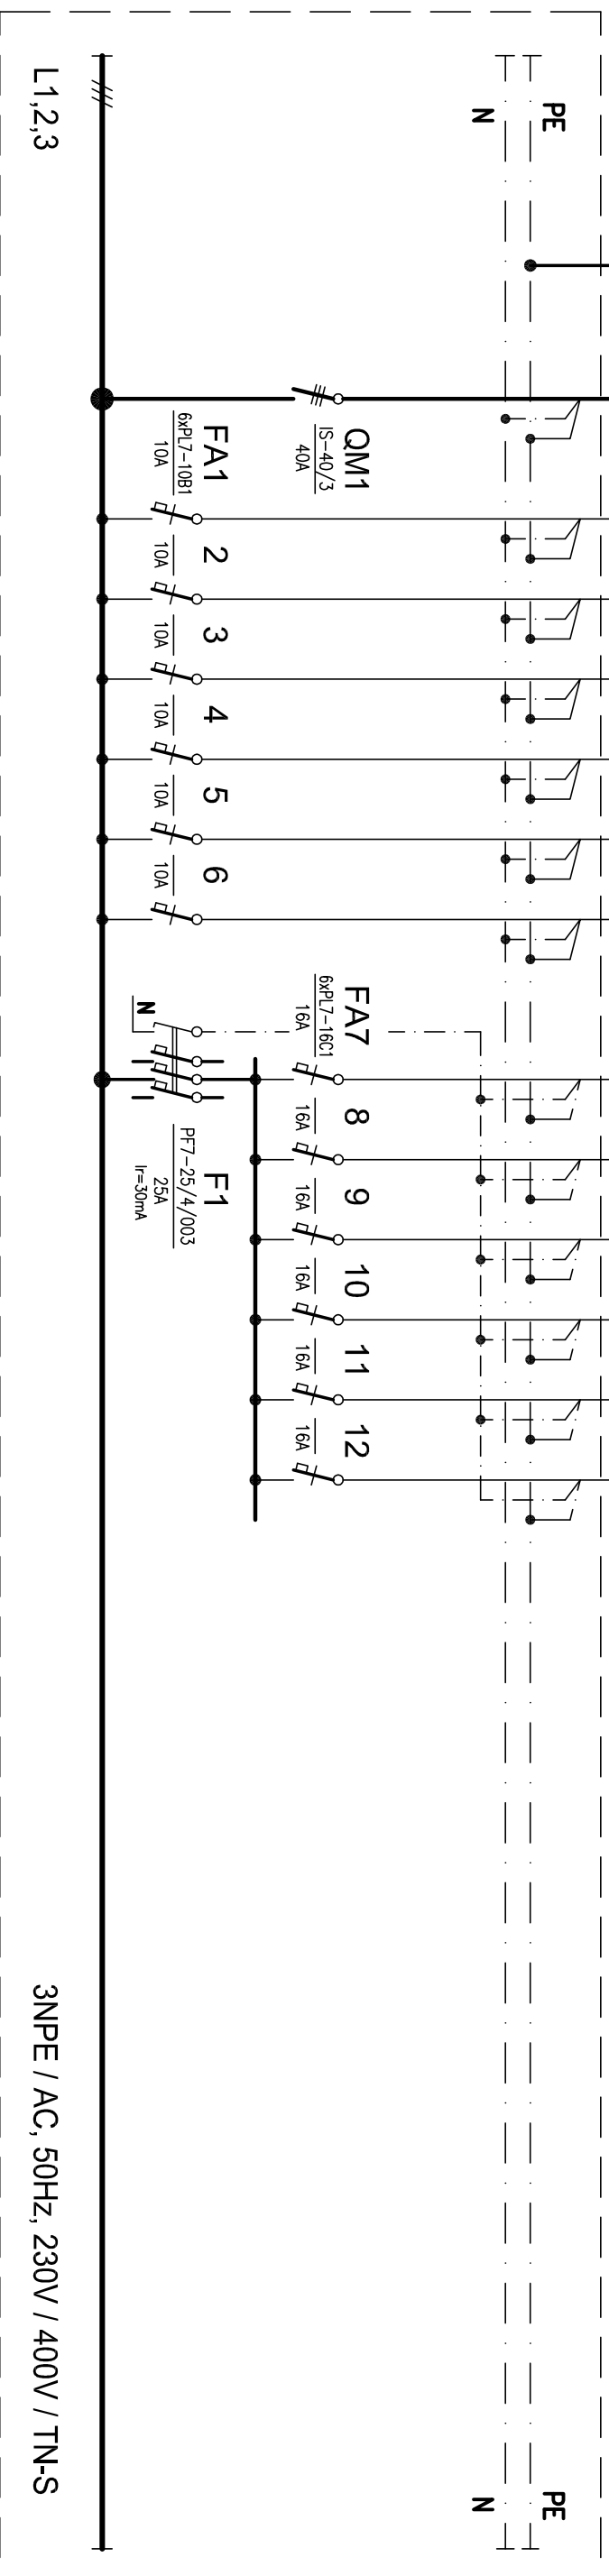 PE
N
L1,2,3
QM1
IS-40/3
40A
FA1
6xPL7-10B1
10A
2
10A
3
10A
4
10A
5
10A
6
10A
FA7
6xPL7-16C1
16A
8
16A
9
16A
10
16A
11
16A
12
16A
N
F1
PF7-25/4/003
25A
Ir=30mA
PE
N
3NPE / AC, 50Hz, 230V / 400V / TN-S